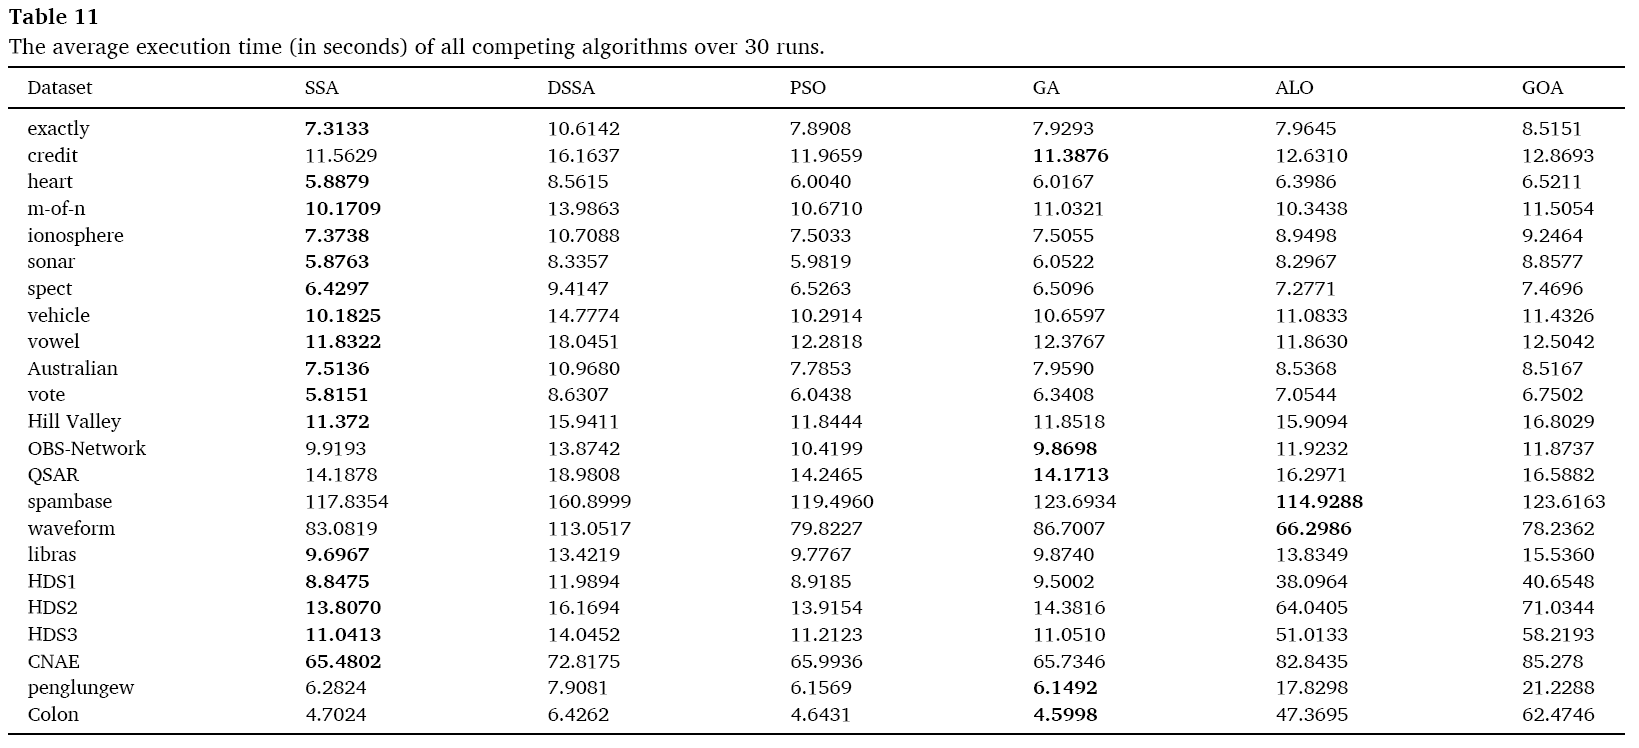 Table 11
The average execution time (in seconds) of all competing algorithms over 30 runs.
Dataset SSA DSSA PSO GA ALO GOA
exactly 7.3133 10.6142 7.8908 7.9293 7.9645 8.5151
credit 11.5629 16.1637 11.9659 11.3876 12.6310 12.8693
heart 5.8879 8.5615 6.0040 6.0167 6.3986 6.5211
m-of-n 10.1709 13.9863 10.6710 11.0321 10.3438 11.5054
ionosphere 7.3738 10.7088 7.5033 7.5055 8.9498 9.2464
sonar 5.8763 8.3357 5.9819 6.0522 8.2967 8.8577
spect 6.4297 9.4147 6.5263 6.5096 7.2771 7.4696
vehicle 10.1825 14.7774 10.2914 10.6597 11.0833 11.4326
vowel 11.8322 18.0451 12.2818 12.3767 11.8630 12.5042
Australian 7.5136 10.9680 7.7853 7.9590 8.5368 8.5167
vote 5.8151 8.6307 6.0438 6.3408 7.0544 6.7502
Hill Valley 11.372 15.9411 11.8444 11.8518 15.9094 16.8029
OBS-Network 9.9193 13.8742 10.4199 9.8698 11.9232 11.8737
QSAR 14.1878 18.9808 14.2465 14.1713 16.2971 16.5882
spambase 117.8354 160.8999 119.4960 123.6934 114.9288 123.6163
waveform 83.0819 113.0517 79.8227 86.7007 66.2986 78.2362
libras 9.6967 13.4219 9.7767 9.8740 13.8349 15.5360
HDS1 8.8475 11.9894 8.9185 9.5002 38.0964 40.6548
HDS2 13.8070 16.1694 13.9154 14.3816 64.0405 71.0344
HDS3 11.0413 14.0452 11.2123 11.0510 51.0133 58.2193
CNAE 65.4802 72.8175 65.9936 65.7346 82.8435 85.278
penglungew 6.2824 7.9081 6.1569 6.1492 17.8298 21.2288
Colon 4.7024 6.4262 4.6431 4.5998 47.3695 62.4746